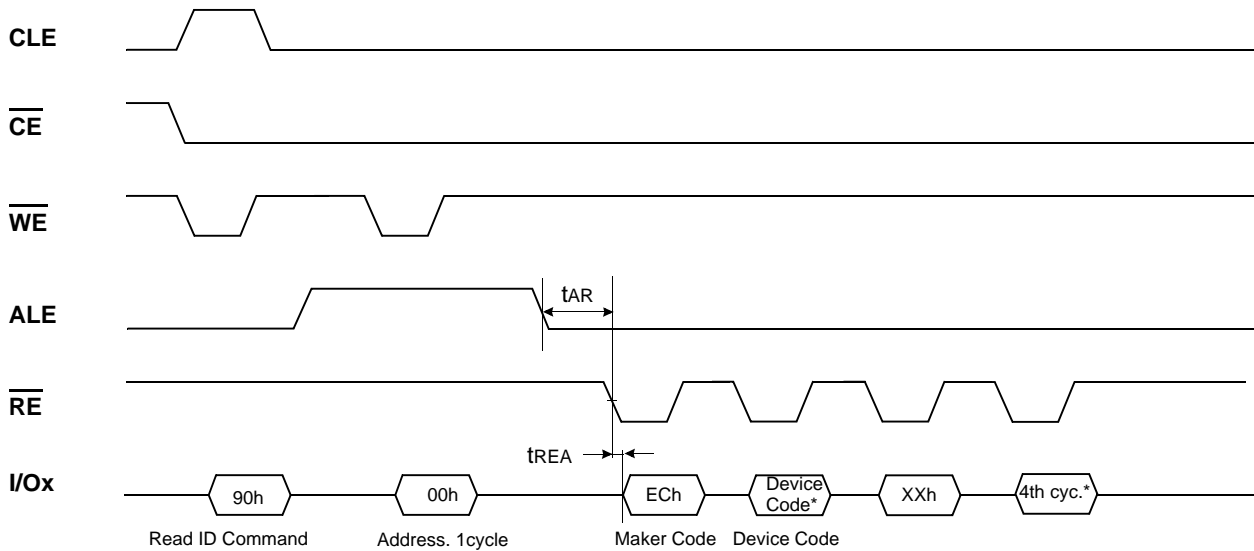 CLE
CE
WE
ALE
tAR
RE
tREA
I/Ox
90h
00h
ECh
Device
Code*
XXh
4th cyc.*
Read ID Command
Address. 1cycle
Maker Code
Device Code